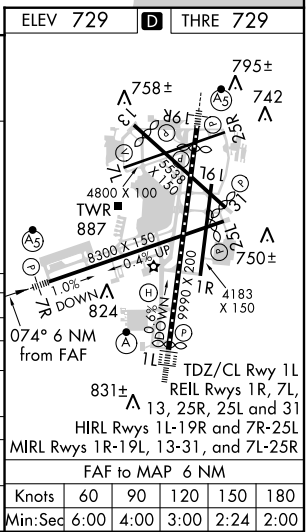 ELEV 729
D
THRE 729
795±
758±
A5
742
13
19R
25R
P
V
7L
4800 X 100
5538 X 150
19L
31
TWR
887
25L
A5
8300 X 150
0.4% UP
750±
7R
1.0%
DOWN
824
H
9990 X 200
0.6%
DOWN
1R
4183
X 150
074° 6 NM
from FAF
A
1L
P
831±
TDZ/CL Rwy 1L
REIL Rwys 1R, 7L,
13, 25R, 25L and 31
HIRL Rwys 1L-19R and 7R-25L
MIRL Rwys 1R-19L, 13-31, and 7L-25R
FAF to MAP 6 NM
Knots 60 90 120 150 180
Min:Sec 6:00 4:00 3:00 2:24 2:00